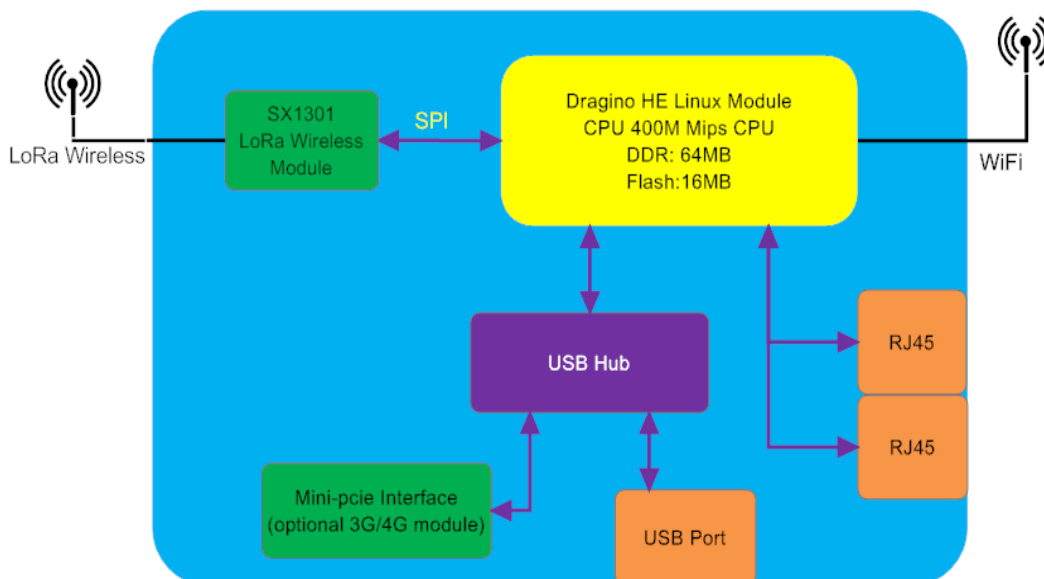 LoRa Wireless
SX1301
LoRa Wireless
Module
SPI
Dragino HE Linux Module
CPU 400M Mips CPU
DDR: 64MB
Flash:16MB
WiFi
USB Hub
RJ45
RJ45
Mini-pcie Interface
(optional 3G/4G module)
USB Port